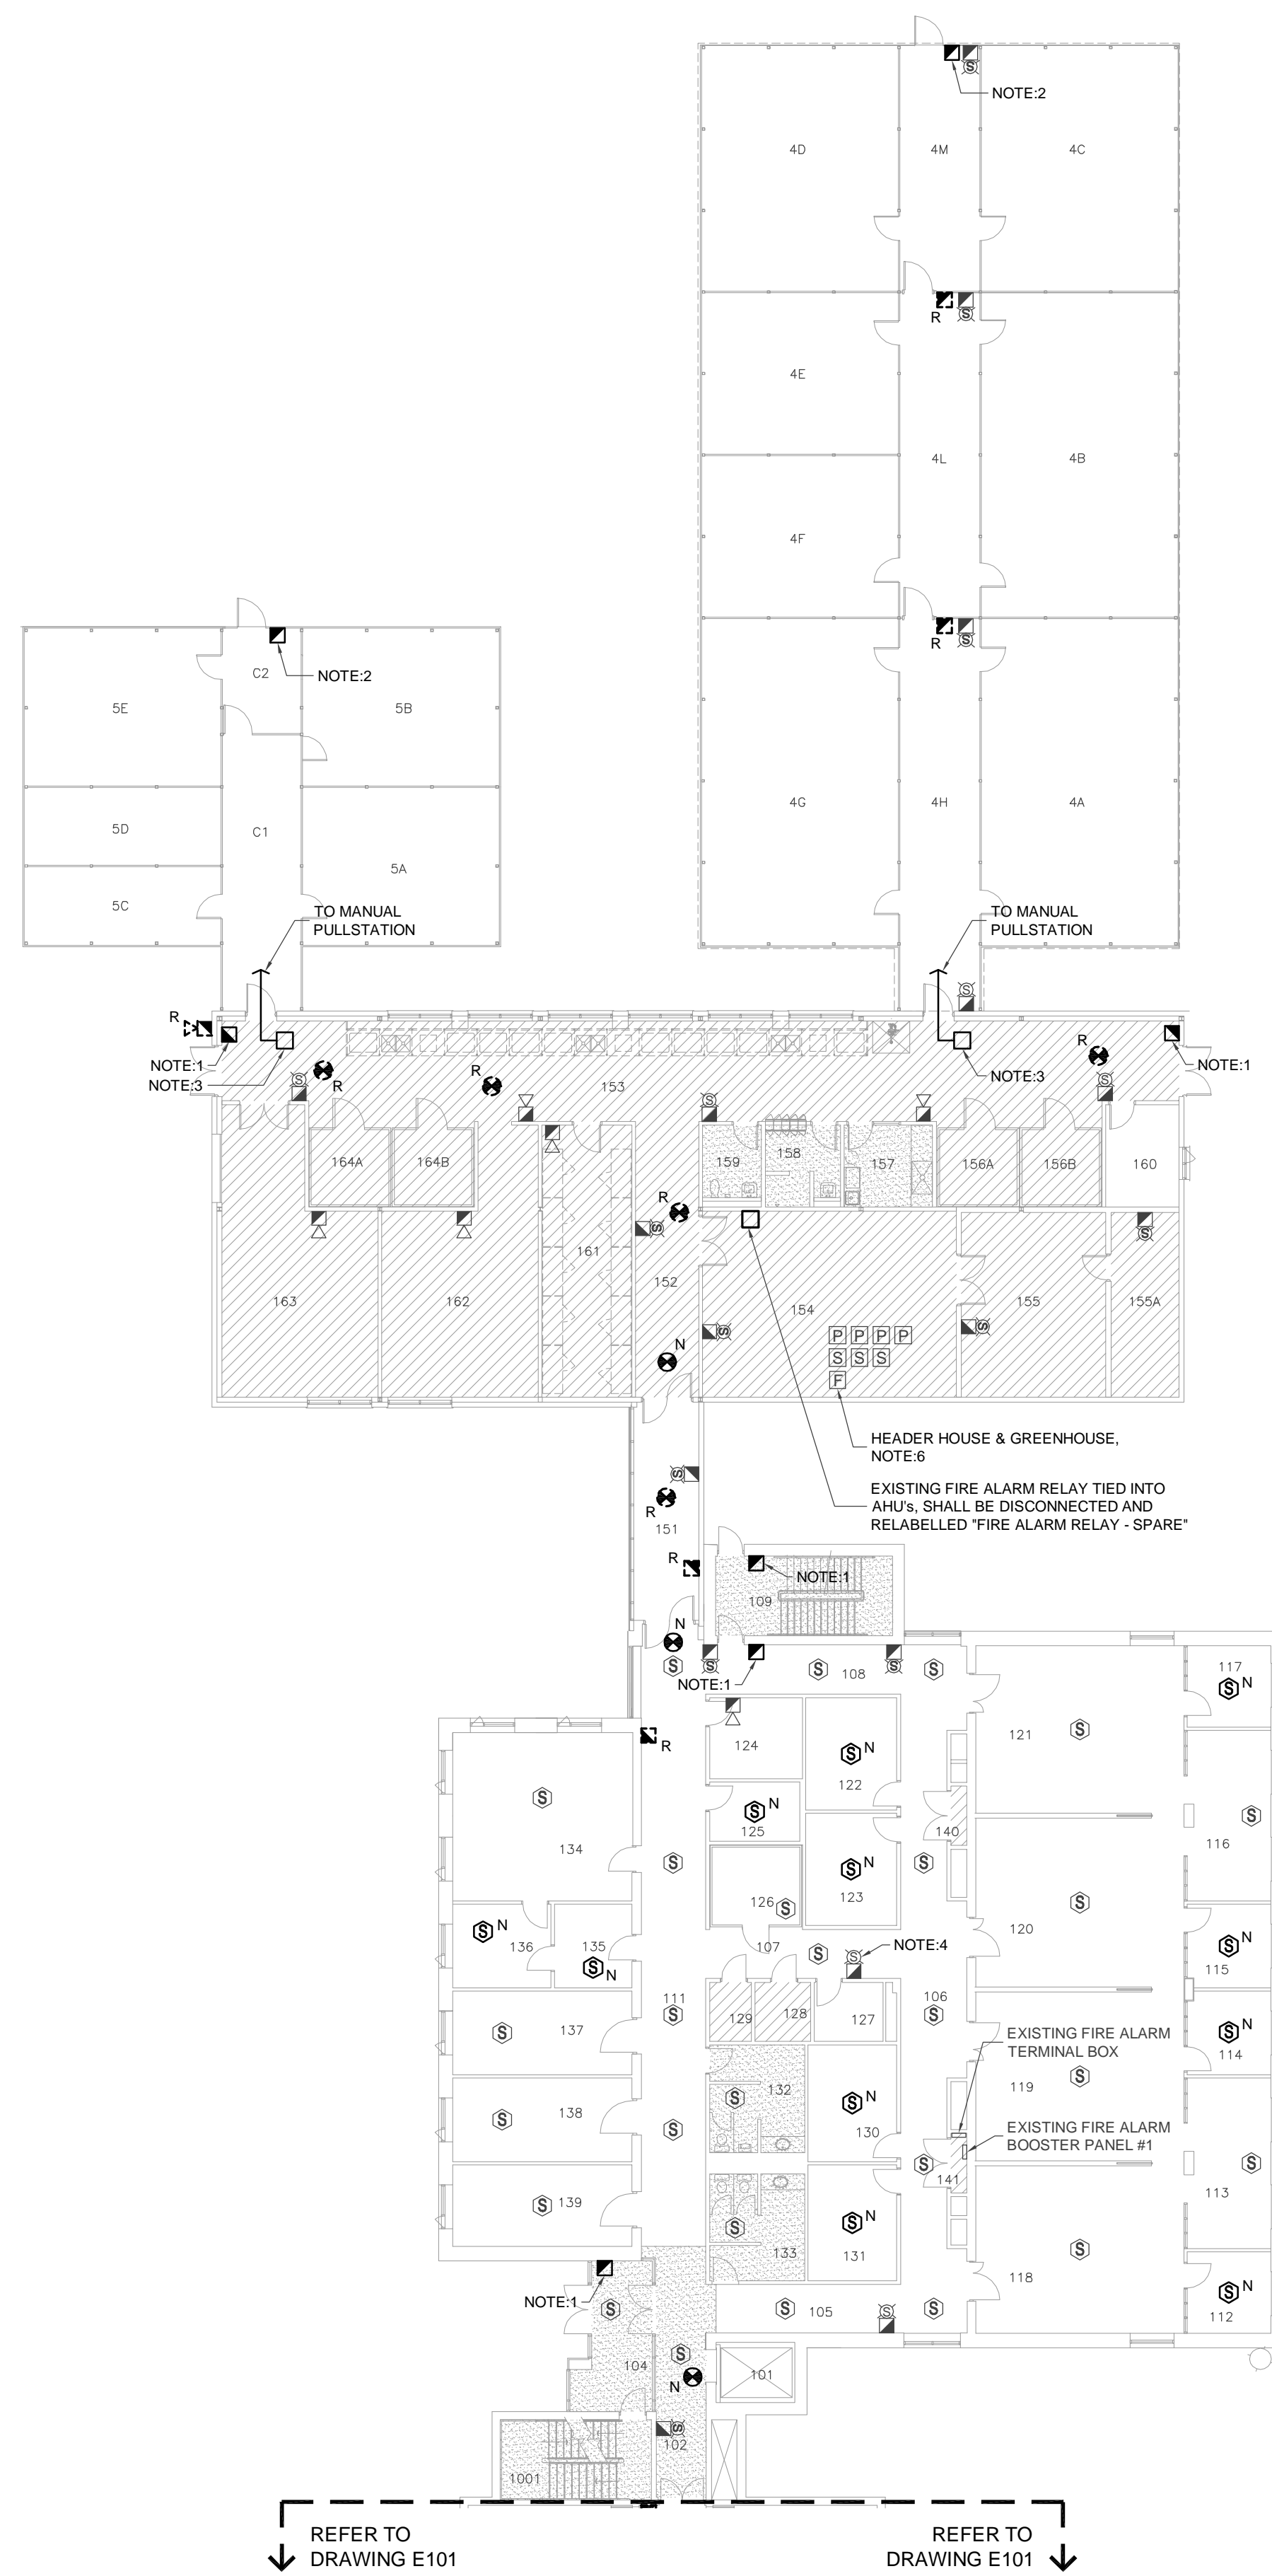 S
NOTE:2
4D
4M
4C
R
S
4E
4L
4B
4F
R
S
C2
NOTE:2
5E
5B
4G
4H
4A
5D
C1
5A
5C
TO MANUAL
PULLSTATION
TO MANUAL
PULLSTATION
S
R
NOTE:1
NOTE:3
R
S
R
153
S
NOTE:3
R
S
NOTE:1
164A
164B
159
158
157
156A
156B
160
R
S
161
152
S
163
162
154
155
155A
S
S
N
P P P P
S S S
F
HEADER HOUSE & GREENHOUSE,
NOTE:6
EXISTING FIRE ALARM RELAY TIED INTO
AHU's, SHALL BE DISCONNECTED AND
RELABELLED "FIRE ALARM RELAY - SPARE"
S
R
151
R
NOTE:1
109
N
S
S
NOTE:1
S
108
S
S
117
S N
R
124
S N
122
121
S
S
134
S N
125
140
116
S
S
126
S
S N
123
S
S N
136
135
S N
107
S
S
NOTE:4
120
S
S N
115
111
S
129
128
127
106
S
S
137
EXISTING FIRE ALARM
TERMINAL BOX
S N
114
119
S
S
138
S
S
132
S N
130
EXISTING FIRE ALARM
BOOSTER PANEL #1
S
141
113
S
S
139
S
133
S N
131
118
S
S N
112
NOTE:1
S
S
105
S
S
104
S
N
101
S
102
1001
REFER TO
DRAWING E101
REFER TO
DRAWING E101